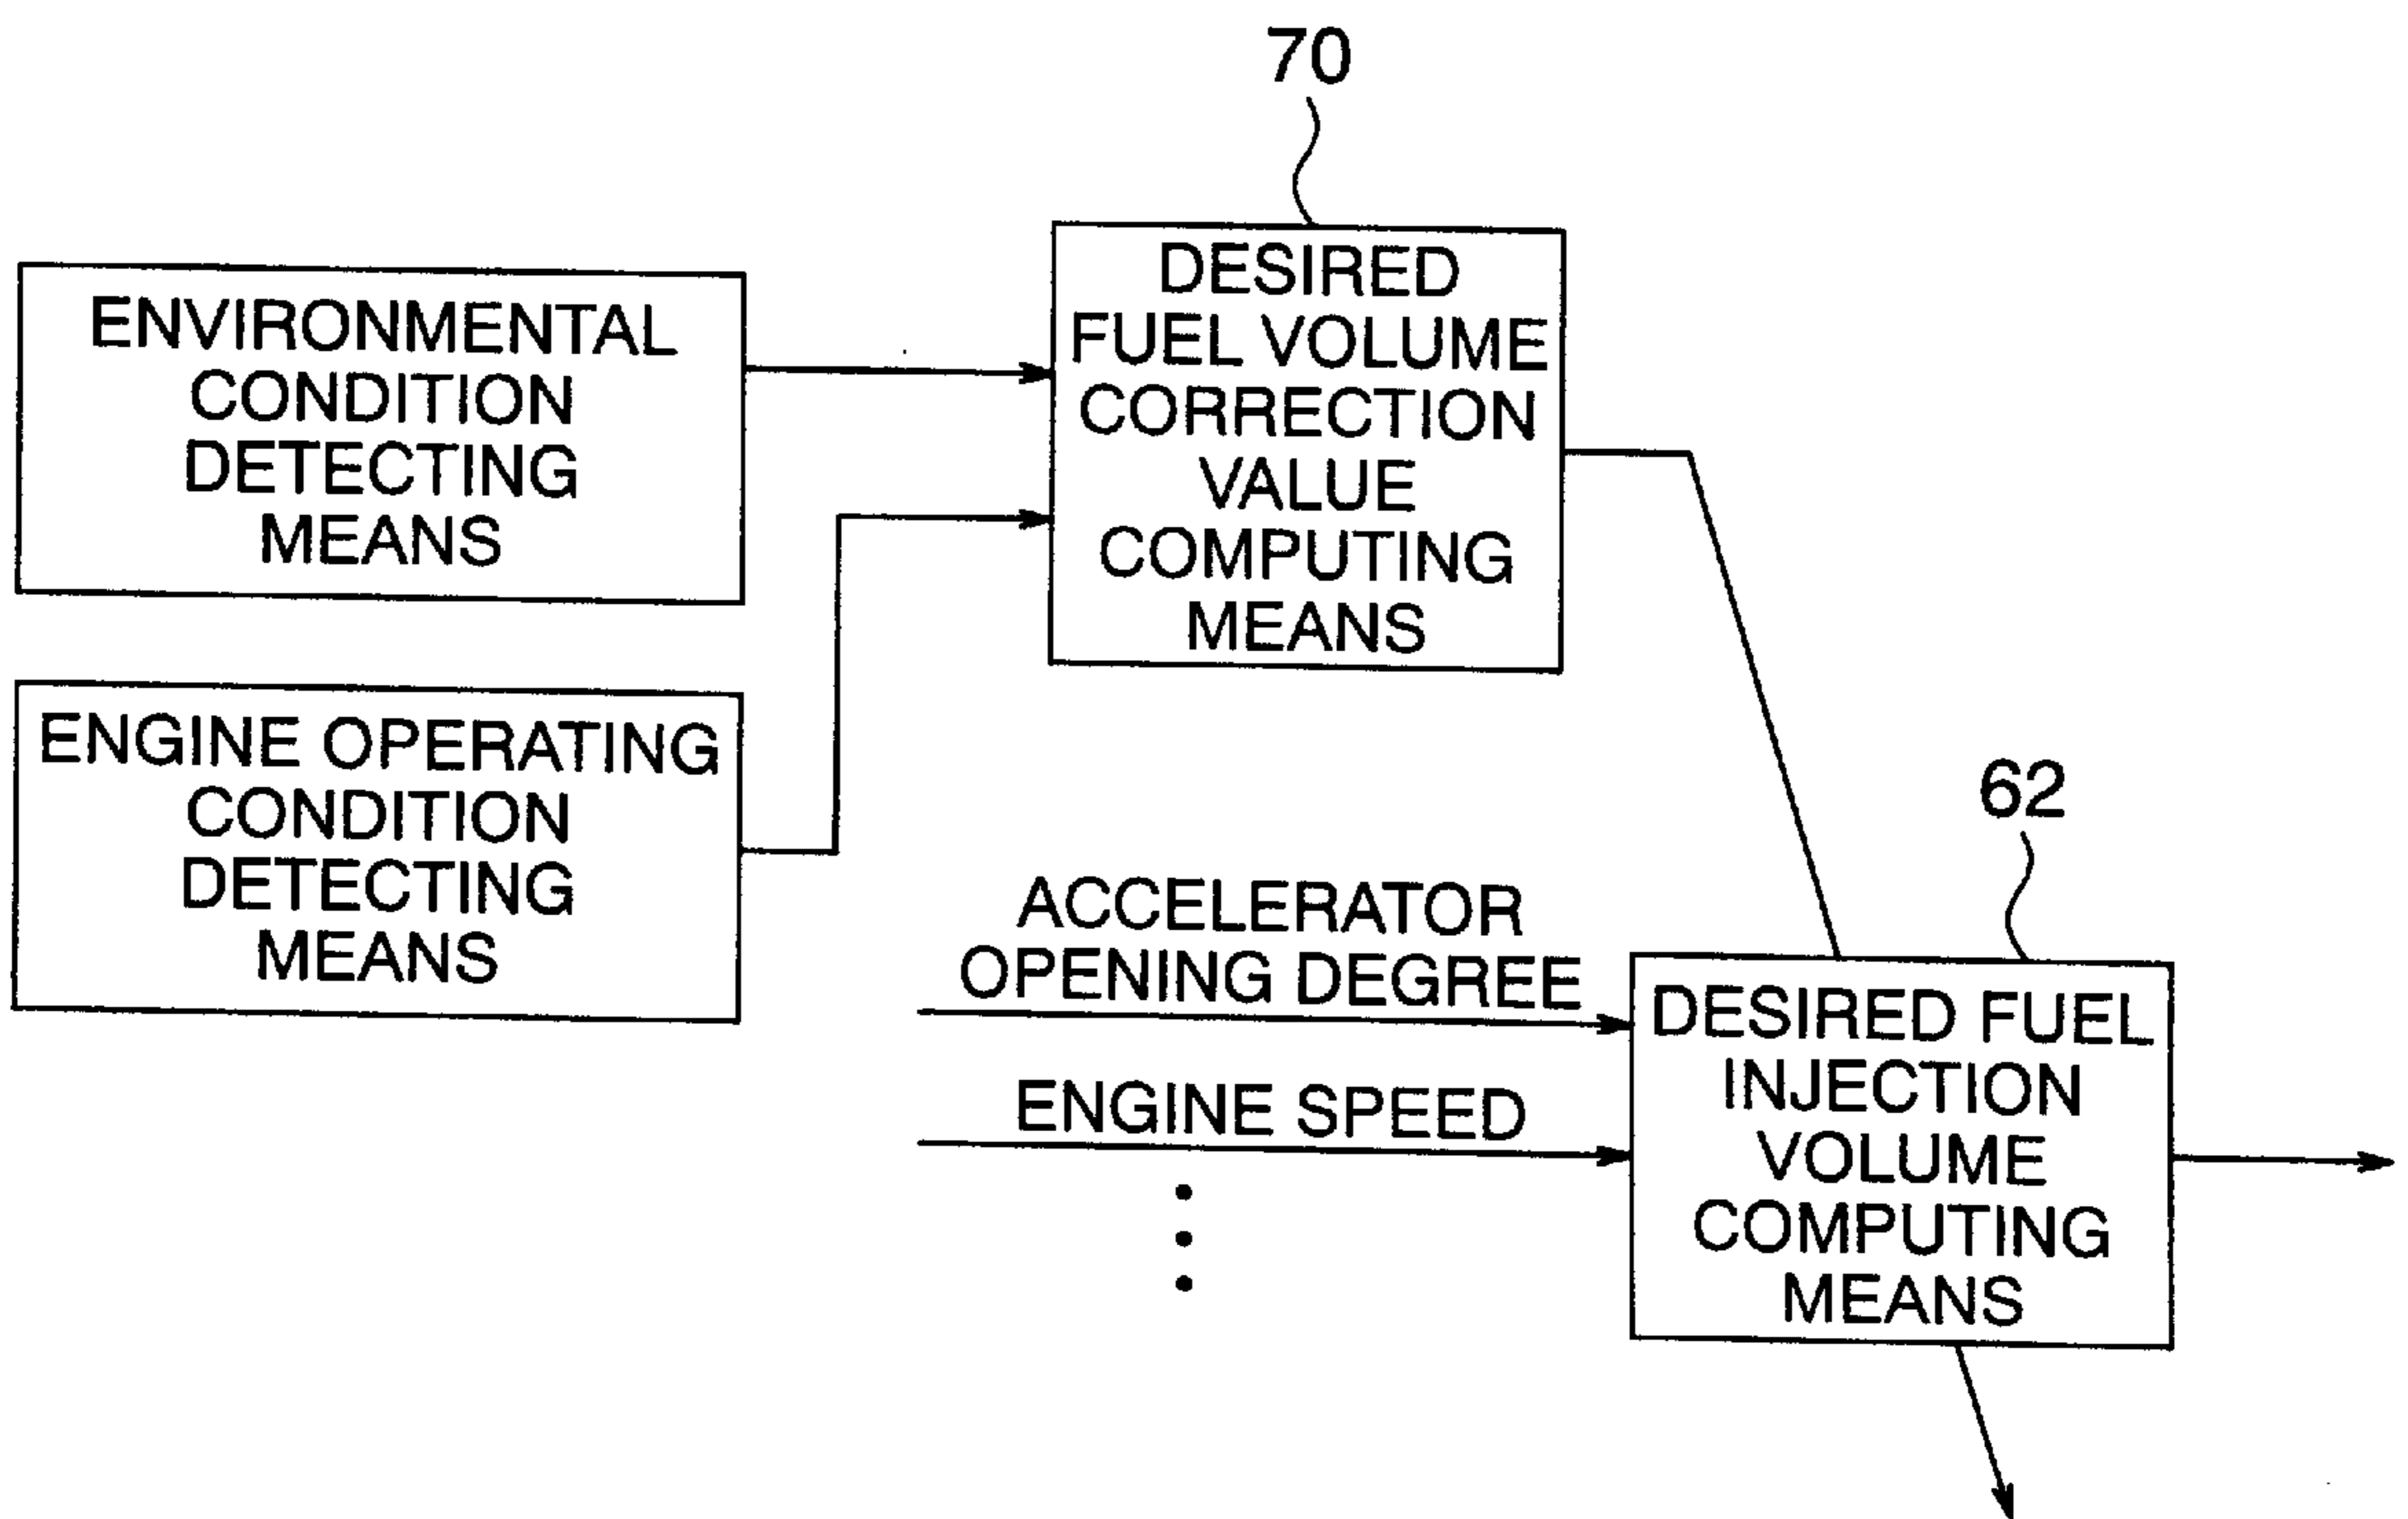 70
ENVIRONMENTAL
CONDITION
DETECTING
MEANS
DESIRED
FUEL VOLUME
CORRECTION
VALUE
COMPUTING
MEANS
ENGINE OPERATING
CONDITION
DETECTING
MEANS
62
ACCELERATOR
OPENING DEGREE
ENGINE SPEED
DESIRED FUEL
INJECTION
VOLUME
COMPUTING
MEANS